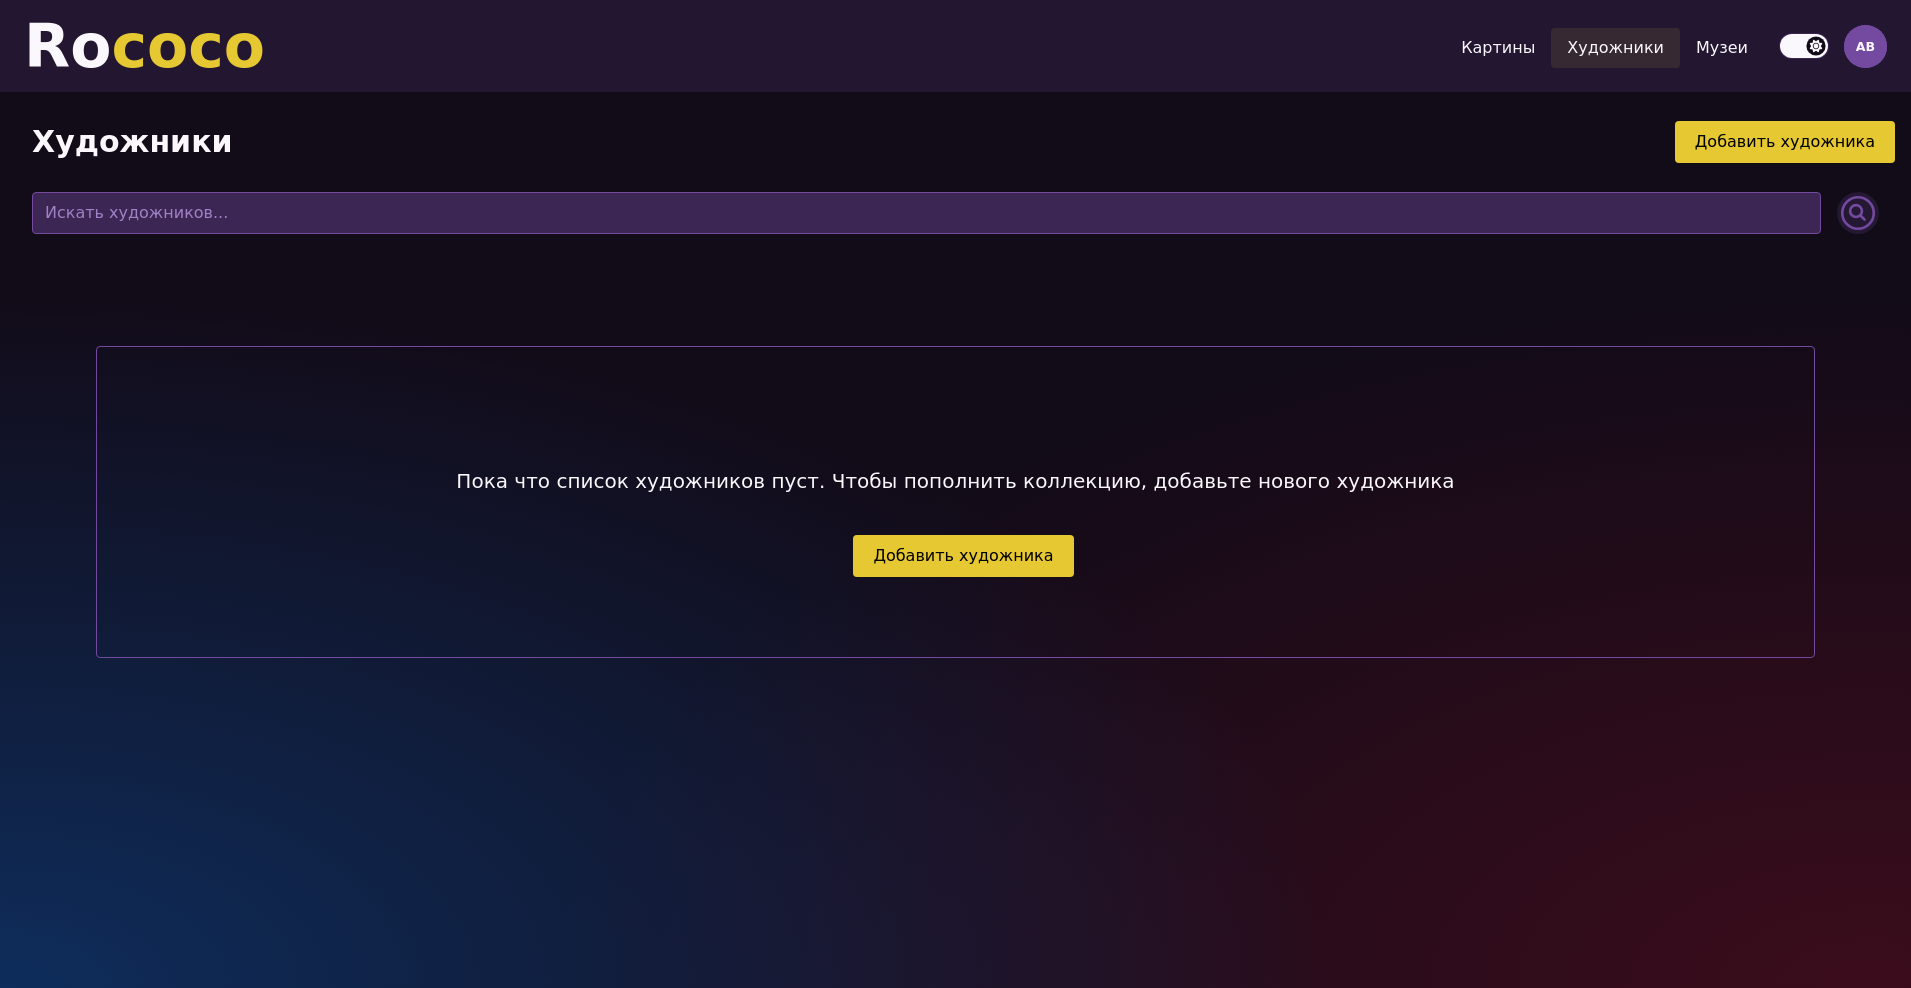 Rococo
Картины Художники Музеи AB
Художники
Добавить художника
Искать художников...
Пока что список художников пуст. Чтобы пополнить коллекцию, добавьте нового художника
Добавить художника